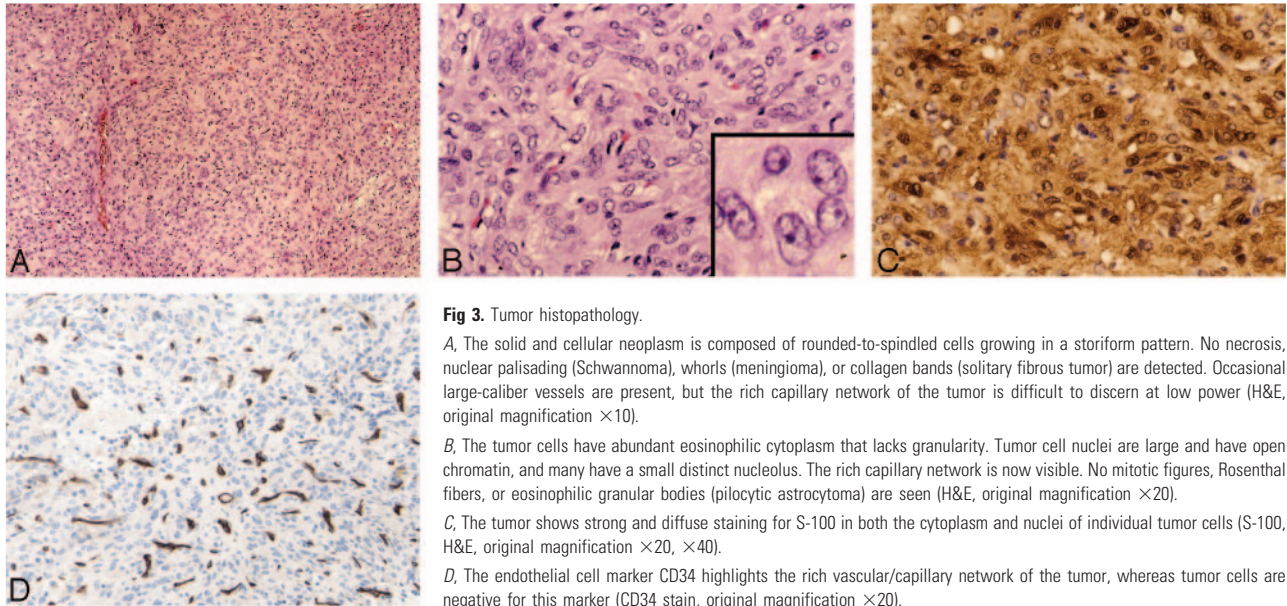 A
B
C
D
Fig 3. Tumor histopathology.
A, The solid and cellular neoplasm is composed of rounded-to-spindled cells growing in a storiform pattern. No necrosis,
nuclear palisading (Schwannoma), whorls (meningioma), or collagen bands (solitary fibrous tumor) are detected. Occasional
large-caliber vessels are present, but the rich capillary network of the tumor is difficult to discern at low power (H&E,
original magnification ×10).
B, The tumor cells have abundant eosinophilic cytoplasm that lacks granularity. Tumor cell nuclei are large and have open
chromatin, and many have a small distinct nucleolus. The rich capillary network is now visible. No mitotic figures, Rosenthal
fibers, or eosinophilic granular bodies (pilocytic astrocytoma) are seen (H&E, original magnification ×20).
C, The tumor shows strong and diffuse staining for S-100 in both the cytoplasm and nuclei of individual tumor cells (S-100,
H&E, original magnification ×20, ×40).
D, The endothelial cell marker CD34 highlights the rich vascular/capillary network of the tumor, whereas tumor cells are
negative for this marker (CD34 stain, original magnification ×20).